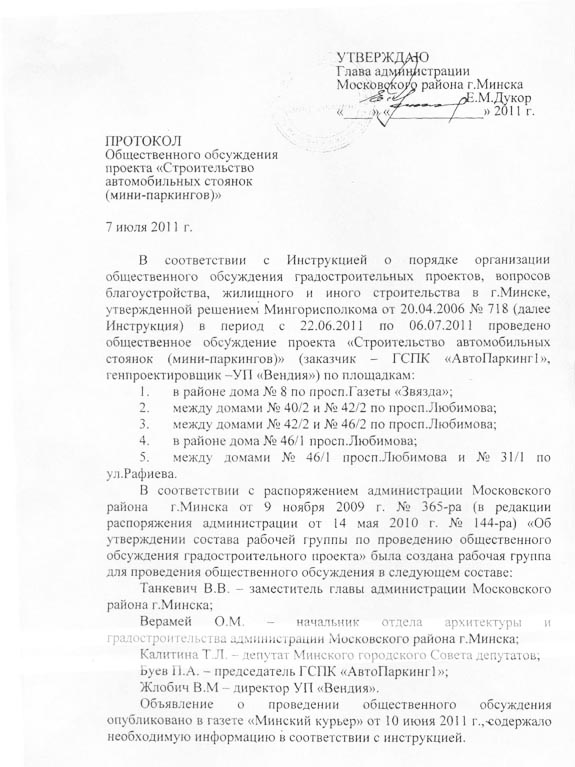 УТВЕРЖДАЮ
Глава администрации
Московского района г.Минска
Е.М.Дукор
«____» «____________» 2011 г.
ПРОТОКОЛ
Общественного обсуждения
проекта «Строительство
автомобильных стоянок
(мини-паркингов)»
7 июля 2011 г.
В соответствии с Инструкцией о порядке организации
общественного обсуждения градостроительных проектов, вопросов
благоустройства, жилищного и иного строительства в г.Минске,
утвержденной решением Мингорисполкома от 20.04.2006 № 718 (далее
Инструкция) в период с 22.06.2011 по 06.07.2011 проведено
общественное обсуждение проекта «Строительство автомобильных
стоянок (мини-паркингов)» (заказчик – ГСПК «АвтоПаркинг1»,
генпроектировщик –УП «Вендия») по площадкам:
1. в районе дома № 8 по просп.Газеты «Звязда»;
2. между домами № 40/2 и № 42/2 по просп.Любимова;
3. между домами № 42/2 и № 46/2 по просп.Любимова;
4. в районе дома № 46/1 просп.Любимова;
5. между домами № 46/1 просп.Любимова и № 31/1 по
ул.Рафиева.
В соответствии с распоряжением администрации Московского
района г.Минска от 9 ноября 2009 г. № 365-ра (в редакции
распоряжения администрации от 14 мая 2010 г. № 144-ра) «Об
утверждении состава рабочей группы по проведению общественного
обсуждения градостроительного проекта» была создана рабочая группа
для проведения общественного обсуждения в следующем составе:
Танкевич В.В. – заместитель главы администрации Московского
района г.Минска;
Верамей О.М. – начальник отдела архитектуры и
градостроительства администрации Московского района г.Минска;
Калитина Т.Л. – депутат Минского городского Совета депутатов;
Буев П.А. – председатель ГСПК «АвтоПаркинг1»;
Жлобич В.М – директор УП «Вендия».
Объявление о проведении общественного обсуждения
опубликовано в газете «Минский курьер» от 10 июня 2011 г., содержало
необходимую информацию в соответствии с инструкцией.